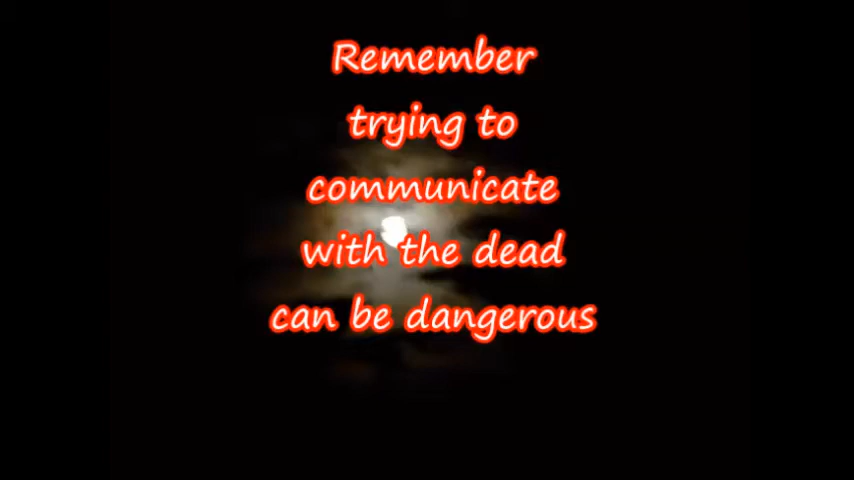 Remember
trying to
communicate
with the dead
can be dangerous